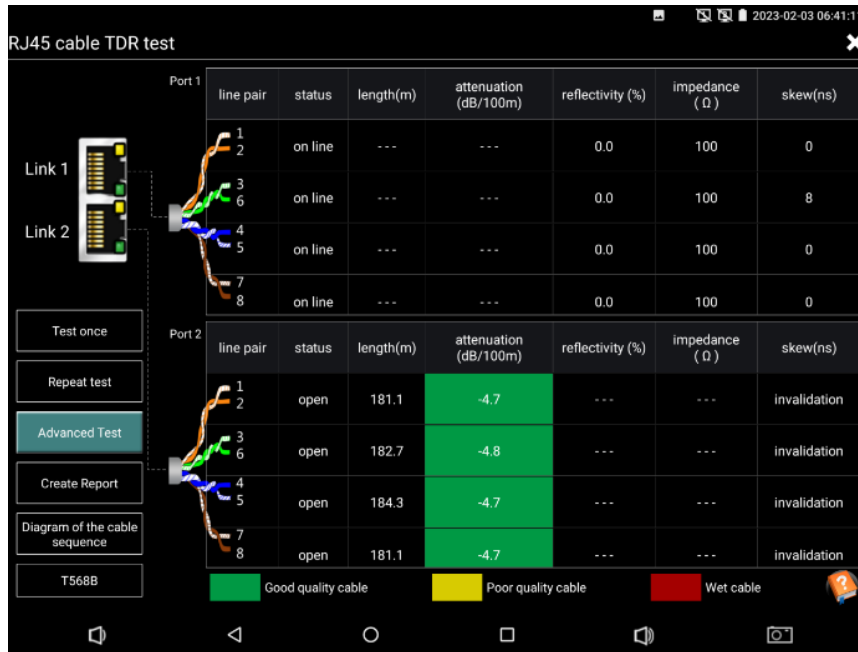 2023-02-03 06:41:1
RJ45 cable TDR test
Port 1
line pair status length(m) attenuation (dB/100m) reflectivity (%) impedance ( Ω ) skew(ns)
1
2 on line --- --- 0.0 100 0
3
6 on line --- --- 0.0 100 8
4
5 on line --- --- 0.0 100 0
7
8 on line --- --- 0.0 100 0
Link 1
Link 2
Port 2
line pair status length(m) attenuation (dB/100m) reflectivity (%) impedance ( Ω ) skew(ns)
1
2 open 181.1 -4.7 --- --- invalidation
3
6 open 182.7 -4.8 --- --- invalidation
4
5 open 184.3 -4.7 --- --- invalidation
7
8 open 181.1 -4.7 --- --- invalidation
Test once
Repeat test
Advanced Test
Create Report
Diagram of the cable
sequence
T568B
Good quality cable Poor quality cable Wet cable